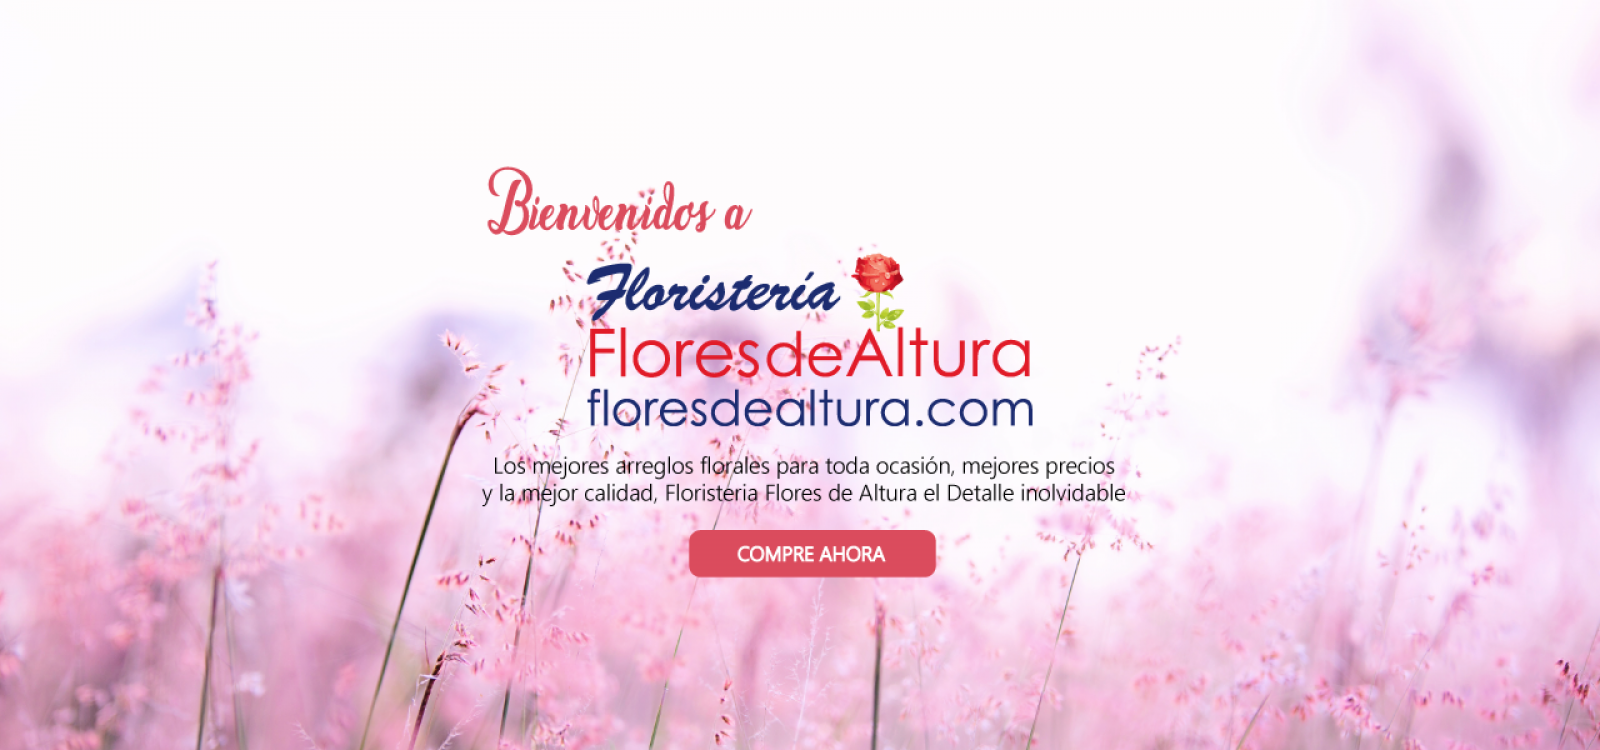 Bienvenidos a
Floristería
FloresdeAltura
floresdealtura.com
Los mejores arreglos florales para toda ocasión, mejores precios
y la mejor calidad, Floristeria Flores de Altura el Detalle inolvidable
COMPRE AHORA